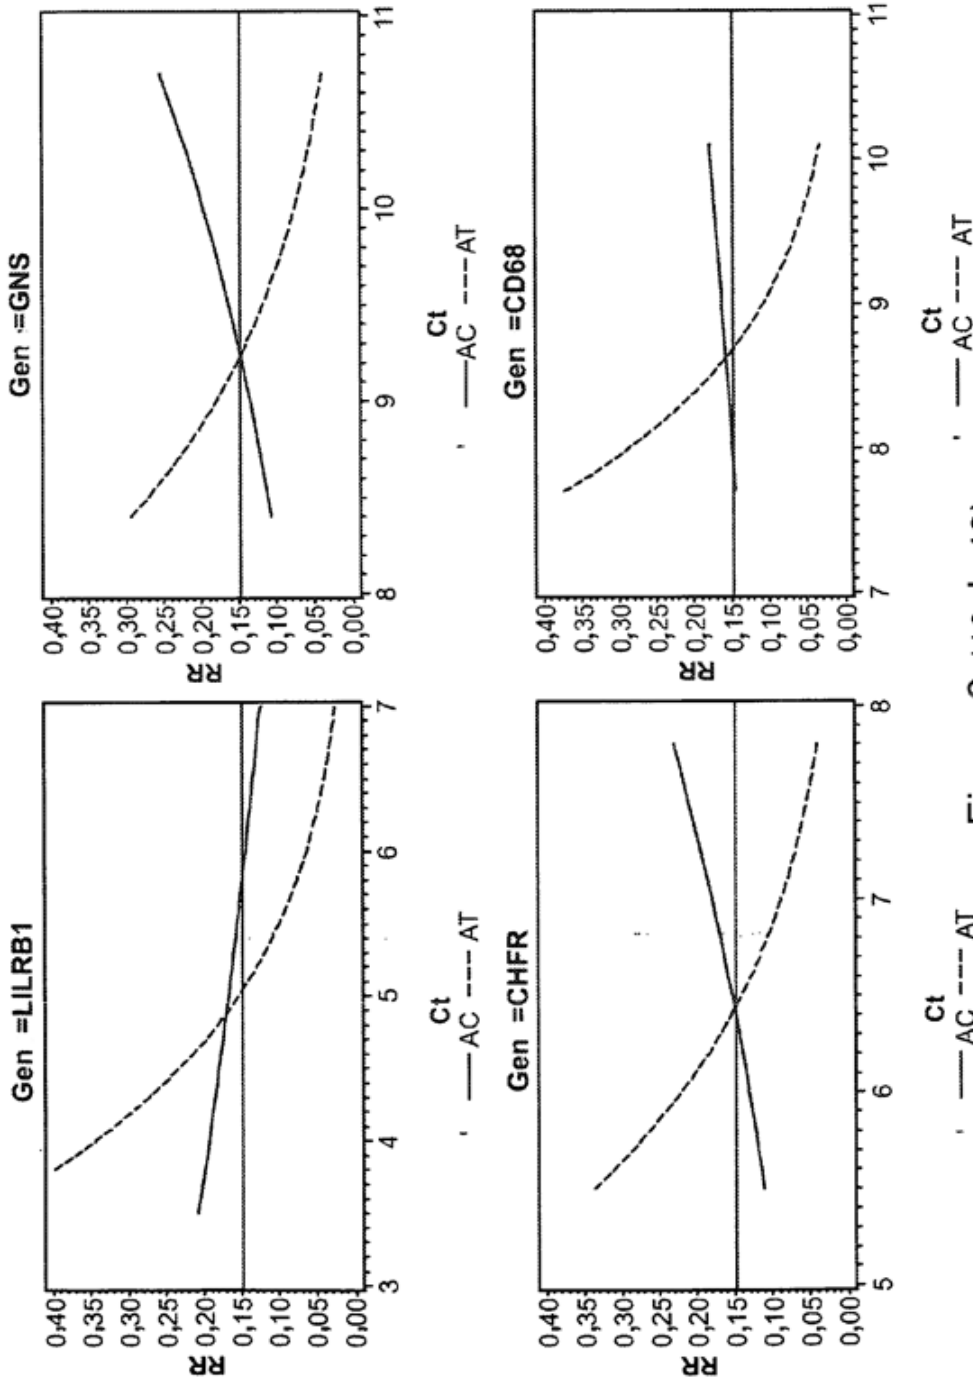 Gen =LILRB1
RR
0,40
0,35
0,30
0,25
0,20
0,15
0,10
0,05
0,00
3 4 5 6 7
Ct
AC --- AT
Gen =GNS
RR
0,40
0,35
0,30
0,25
0,20
0,15
0,10
0,05
0,00
8 9 10 11
Ct
AC --- AT
Gen =CHFR
RR
0,40
0,35
0,30
0,25
0,20
0,15
0,10
0,05
0,00
5 6 7 8
Ct
AC --- AT
Gen =CD68
RR
0,40
0,35
0,30
0,25
0,20
0,15
0,10
0,05
0,00
7 8 9 10 11
Ct
AC --- AT